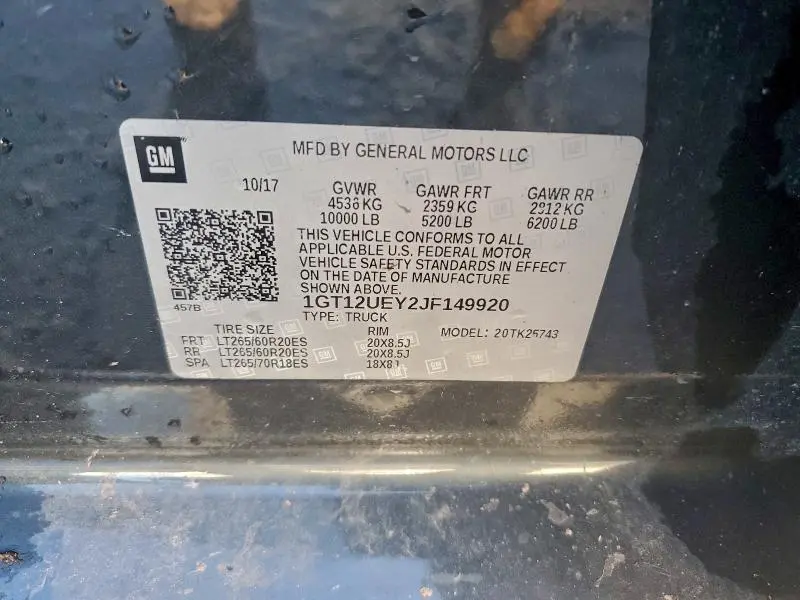 GM
MFD BY GENERAL MOTORS LLC
10/17 GVWR GAWR FRT GAWR RR
4536 KG 2359 KG 2812 KG
10000 LB 5200 LB 6200 LB
THIS VEHICLE CONFORMS TO ALL
APPLICABLE U.S. FEDERAL MOTOR
VEHICLE SAFETY STANDARDS IN EFFECT
ON THE DATE OF MANUFACTURE
SHOWN ABOVE.
457B
1GT12UEY2JF149920
TYPE: TRUCK
TIRE SIZE RIM MODEL: 20TK25743
FRT LT265/60R20ES 20X8.5J
RR LT265/60R20ES 20X8.5J
SPA LT265/70R18ES 18X8J